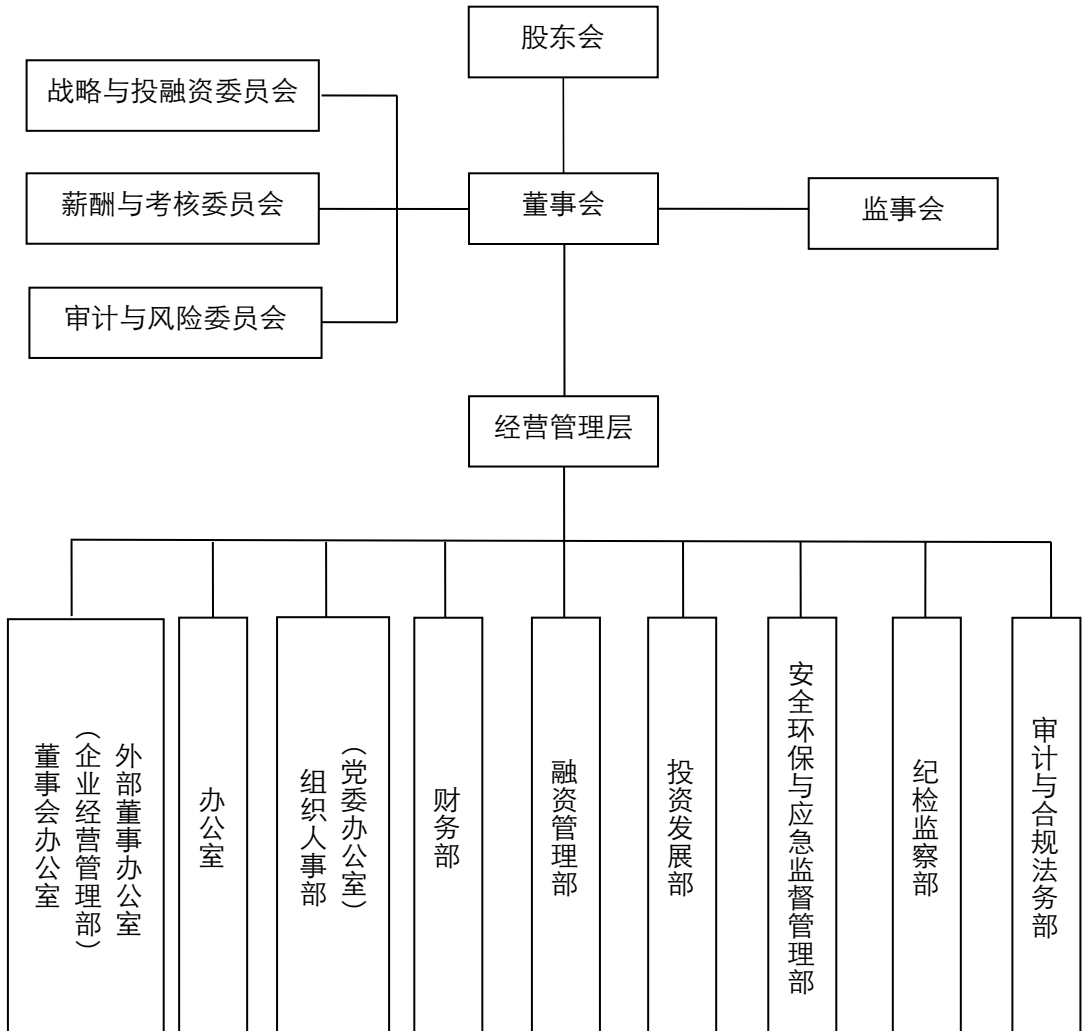 股东会
战略与投融资委员会
薪酬与考核委员会
董事会
监事会
审计与风险委员会
经营管理层
董事会办公室
（企业经营管理部）
外部董事办公室
办公室
组织人事部
（党委办公室）
财务部
融资管理部
投资发展部
安全环保与应急监督管理部
纪检监察部
审计与合规法务部